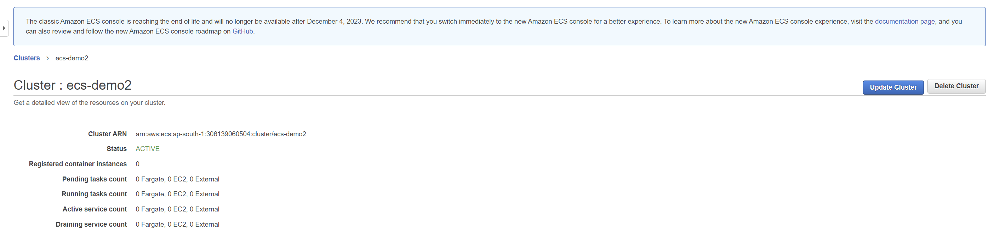 The classic Amazon ECS console is reaching the end of life and will no longer be available after December 4, 2023. We recommend that you switch immediately to the new Amazon ECS console for a better experience. To learn more about the new Amazon ECS console experience, visit the documentation page, and you
can also review and follow the new Amazon ECS console roadmap on GitHub.
Clusters > ecs-demo2
Cluster : ecs-demo2
Update Cluster Delete Cluster
Get a detailed view of the resources on your cluster.
Cluster ARN arn:aws:ecs:ap-south-1:306139060504:cluster/ecs-demo2
Status ACTIVE
Registered container instances 0
Pending tasks count 0 Fargate, 0 EC2, 0 External
Running tasks count 0 Fargate, 0 EC2, 0 External
Active service count 0 Fargate, 0 EC2, 0 External
Draining service count 0 Fargate, 0 EC2, 0 External